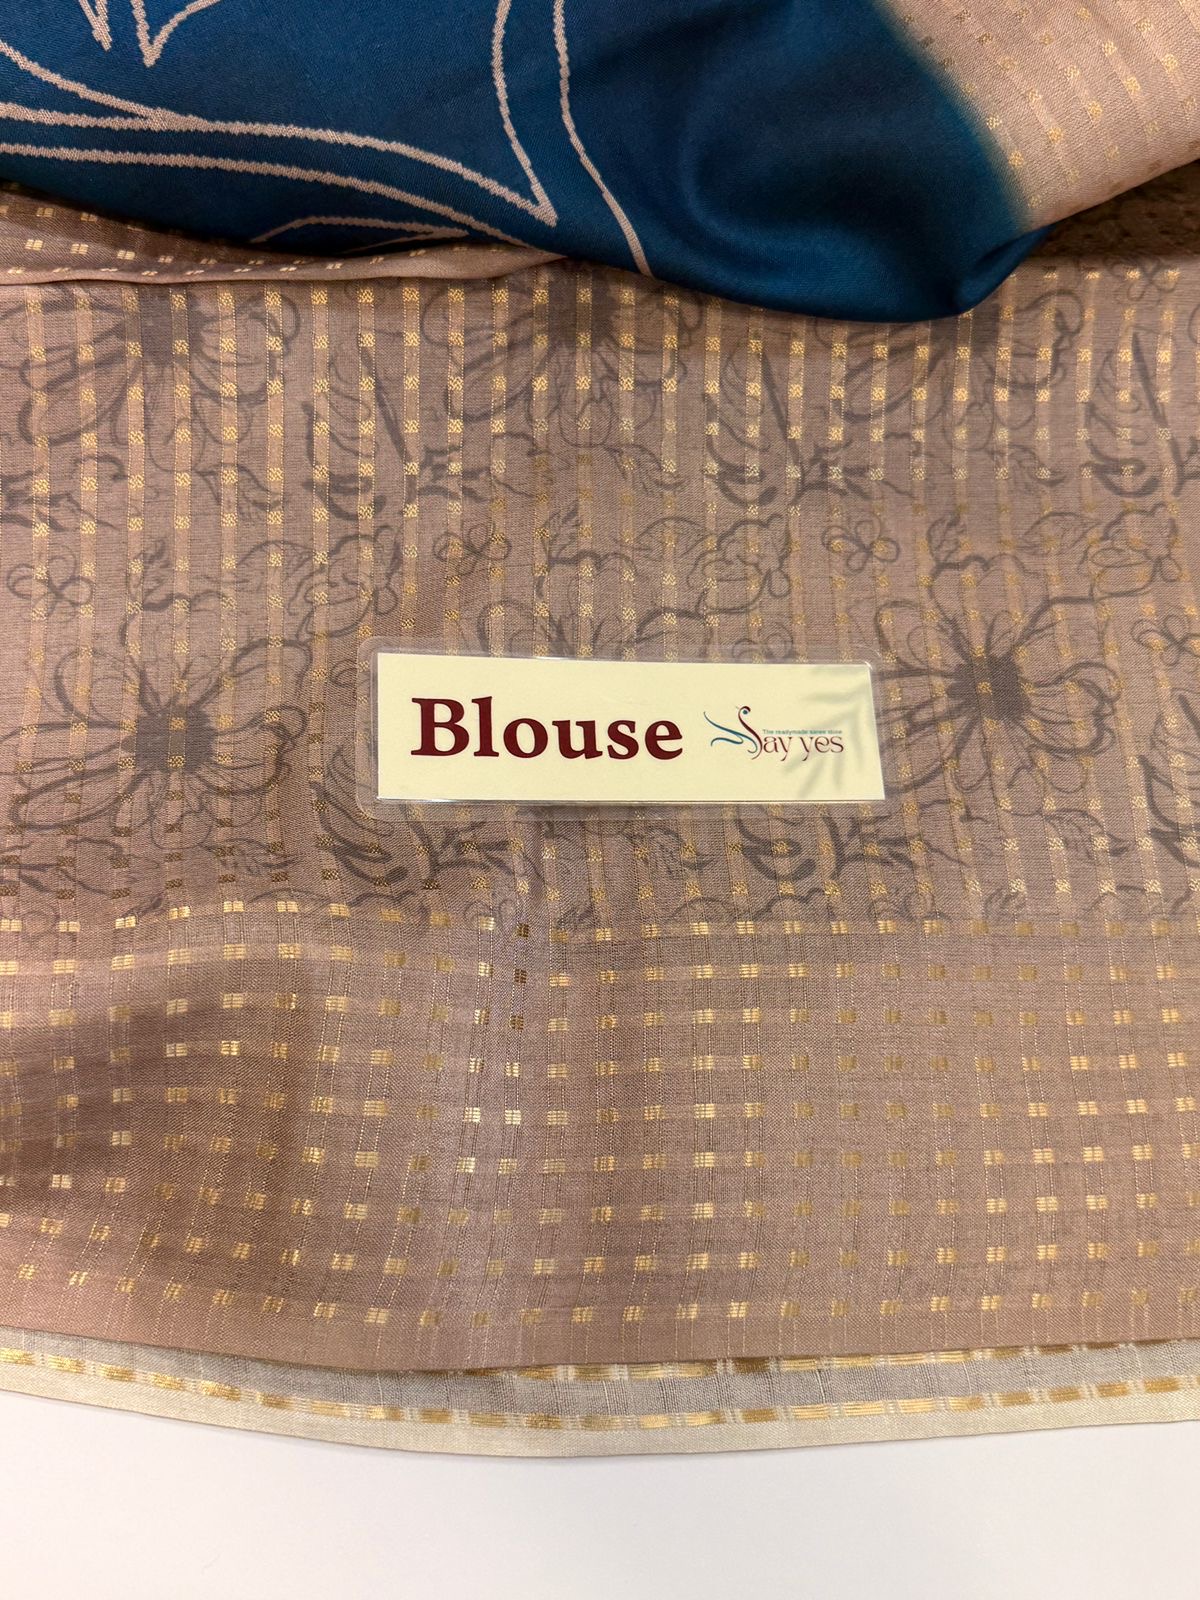 Blouse
The readymade saree store
Say yes